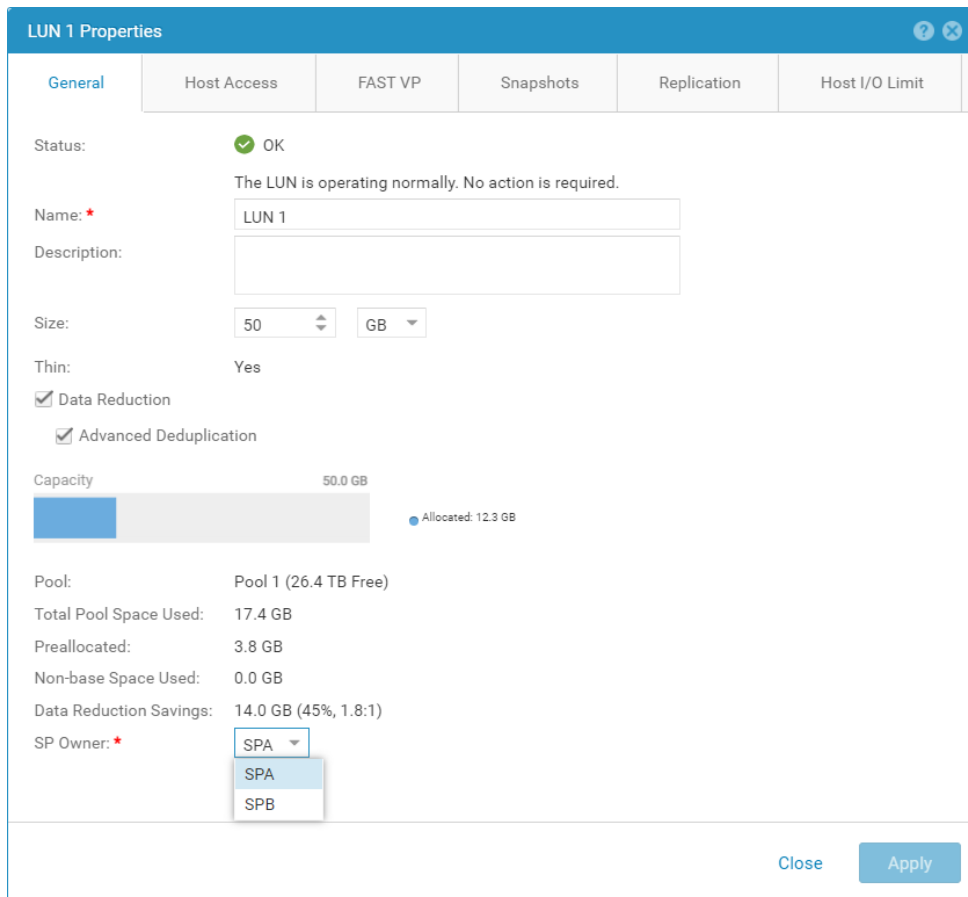 LUN 1 Properties
General Host Access FAST VP Snapshots Replication Host I/O Limit
Status: OK
The LUN is operating normally. No action is required.
Name: * LUN 1
Description:
Size: 50 GB
Thin: Yes
Data Reduction
Advanced Deduplication
Capacity 50.0 GB
Allocated: 12.3 GB
Pool: Pool 1 (26.4 TB Free)
Total Pool Space Used: 17.4 GB
Preallocated: 3.8 GB
Non-base Space Used: 0.0 GB
Data Reduction Savings: 14.0 GB (45%, 1.8:1)
SP Owner: * SPA
SPA
SPB
Close Apply